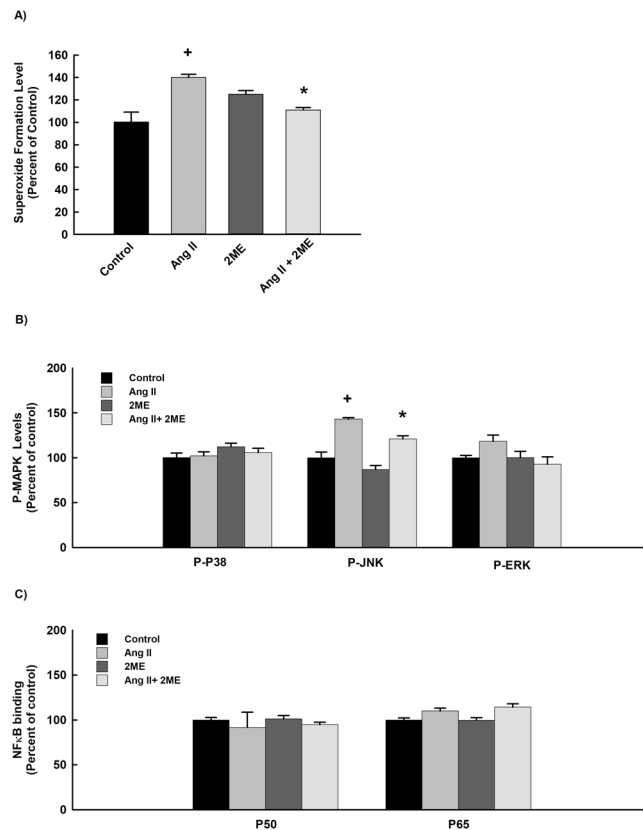 A)
Superoxide Formation Level
(Percent of Control)
160
140
120
100
80
60
40
20
0
+
*
Control
Ang II
2ME
Ang II + 2ME
B)
P-MAPK Levels
(Percent of control)
200
150
100
50
0
Control
Ang II
2ME
Ang II+ 2ME
+
*
P-P38
P-JNK
P-ERK
C)
NFκB binding
(Percent of control)
200
150
100
50
0
Control
Ang II
2ME
Ang II+ 2ME
P50
P65